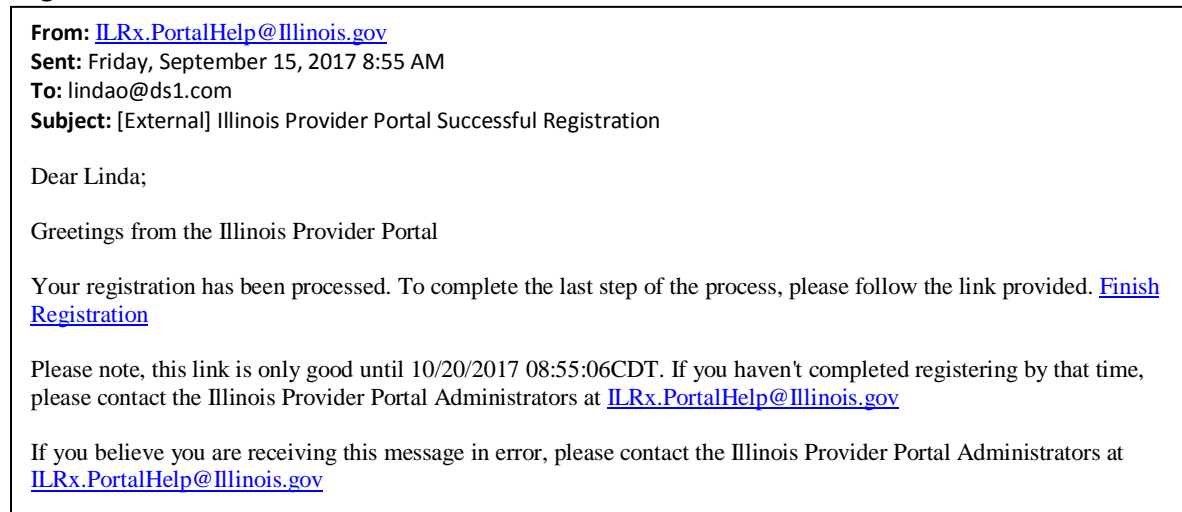 From: ILRx.PortalHelp@Illinois.gov
Sent: Friday, September 15, 2017 8:55 AM
To: lindao@ds1.com
Subject: [External] Illinois Provider Portal Successful Registration
Dear Linda;
Greetings from the Illinois Provider Portal
Your registration has been processed. To complete the last step of the process, please follow the link provided. Finish
Registration
Please note, this link is only good until 10/20/2017 08:55:06CDT. If you haven't completed registering by that time,
please contact the Illinois Provider Portal Administrators at ILRx.PortalHelp@Illinois.gov
If you believe you are receiving this message in error, please contact the Illinois Provider Portal Administrators at
ILRx.PortalHelp@Illinois.gov